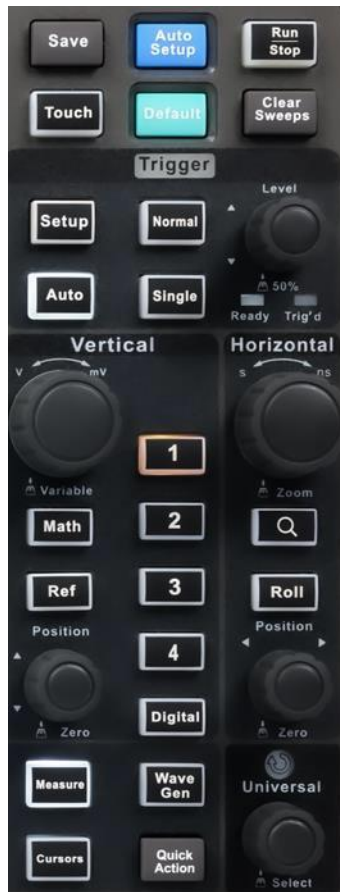 Save
Auto
Setup
Run
Stop
Touch
Default
Clear
Sweeps
Trigger
Setup
Normal
Level
Auto
Single
50%
Ready Trig'd
Vertical
Horizontal
V mV
s ns
1
Variable
Zoom
Math
2
Ref
3
Roll
Position
Position
4
Zero
Zero
Digital
Measure
Wave
Gen
Universal
Cursors
Quick
Action
Select